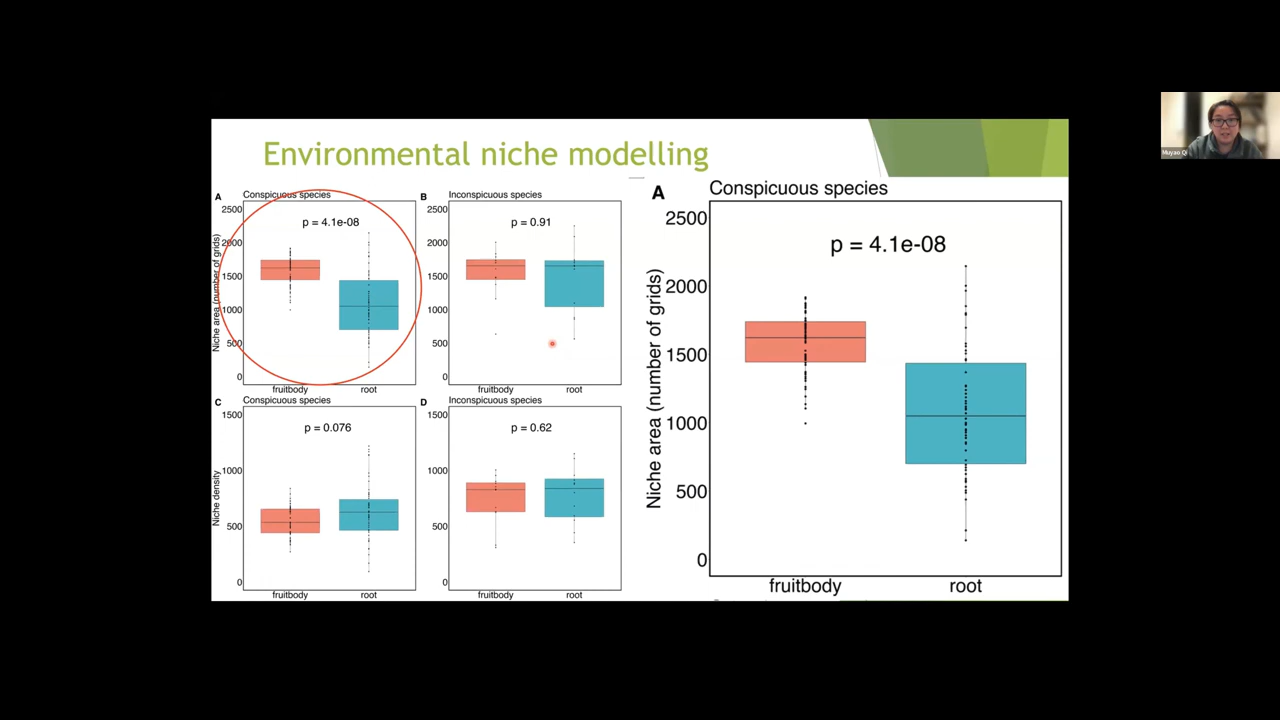 Environmental niche modelling
A Conspicuous species
p = 4.1e-08
Niche area (number of grids)
2500
2000
1500
1000
500
0
fruitbody root
B Inconspicuous species
p = 0.91
2500
2000
1500
1000
500
0
fruitbody root
C Conspicuous species
p = 0.076
Niche density
1500
1000
500
0
fruitbody root
D Inconspicuous species
p = 0.62
1500
1000
500
0
fruitbody root
A Conspicuous species
p = 4.1e-08
Niche area (number of grids)
2500
2000
1500
1000
500
0
fruitbody root
Muyao Qi